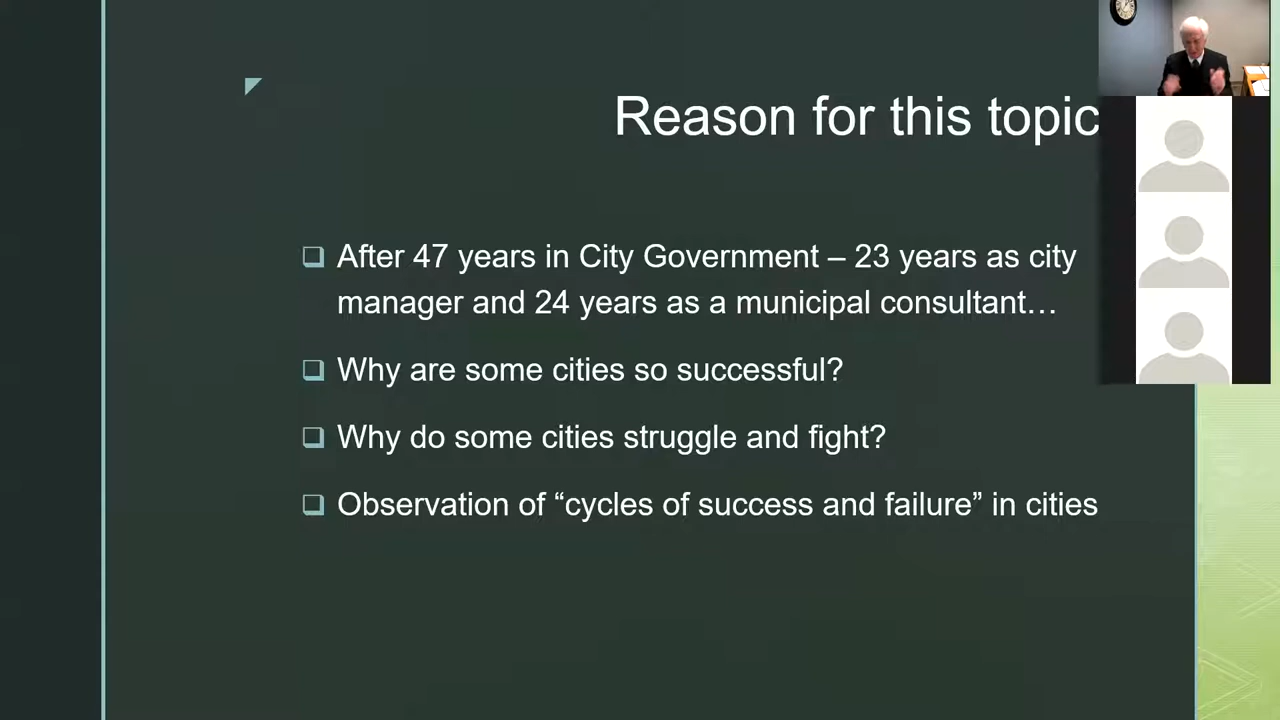 Reason for this topic
❑ After 47 years in City Government – 23 years as city
manager and 24 years as a municipal consultant…
❑ Why are some cities so successful?
❑ Why do some cities struggle and fight?
❑ Observation of “cycles of success and failure” in cities